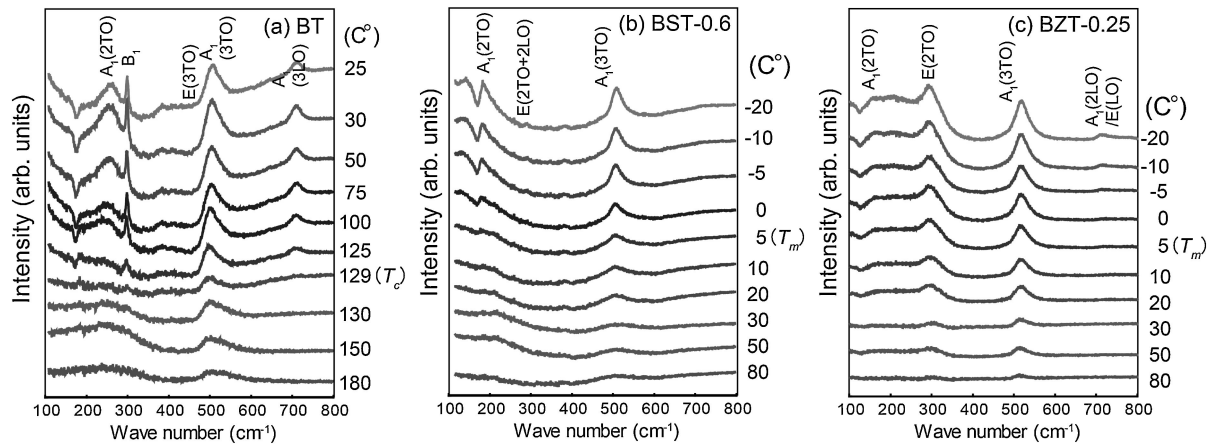 (a) BT
(C°)
A₁(2TO)
B₁
E(3TO)
A₁
(3TO)
A₁
(3LO)
25
30
50
75
100
125
129 (Tc)
130
150
180
Intensity (arb. units)
100 200 300 400 500 600 700 800
Wave number (cm⁻¹)
(b) BST-0.6
(C°)
A₁(2TO)
E(2TO+2LO)
A₁(3TO)
-20
-10
-5
0
5 (Tm)
10
20
30
50
80
Intensity (arb. units)
100 200 300 400 500 600 700 800
Wave number (cm⁻¹)
(c) BZT-0.25
(C°)
A₁(2TO)
E(2TO)
A₁(3TO)
A₁(2LO)
/E(LO)
-20
-10
-5
0
5 (Tm)
10
20
30
50
80
Intensity (arb. units)
100 200 300 400 500 600 700 800
Wave number (cm⁻¹)